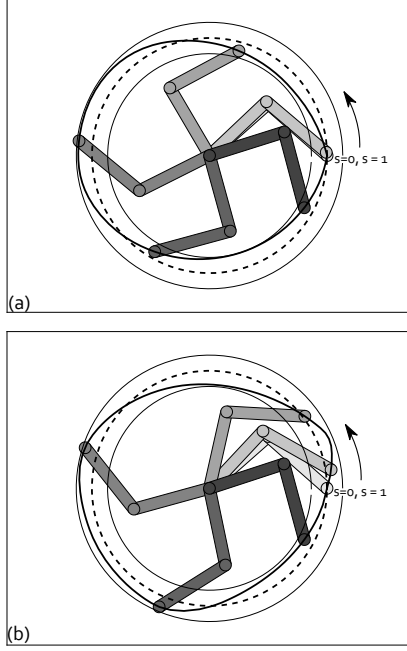 s=0, s = 1
(a)
s=0, s = 1
(b)